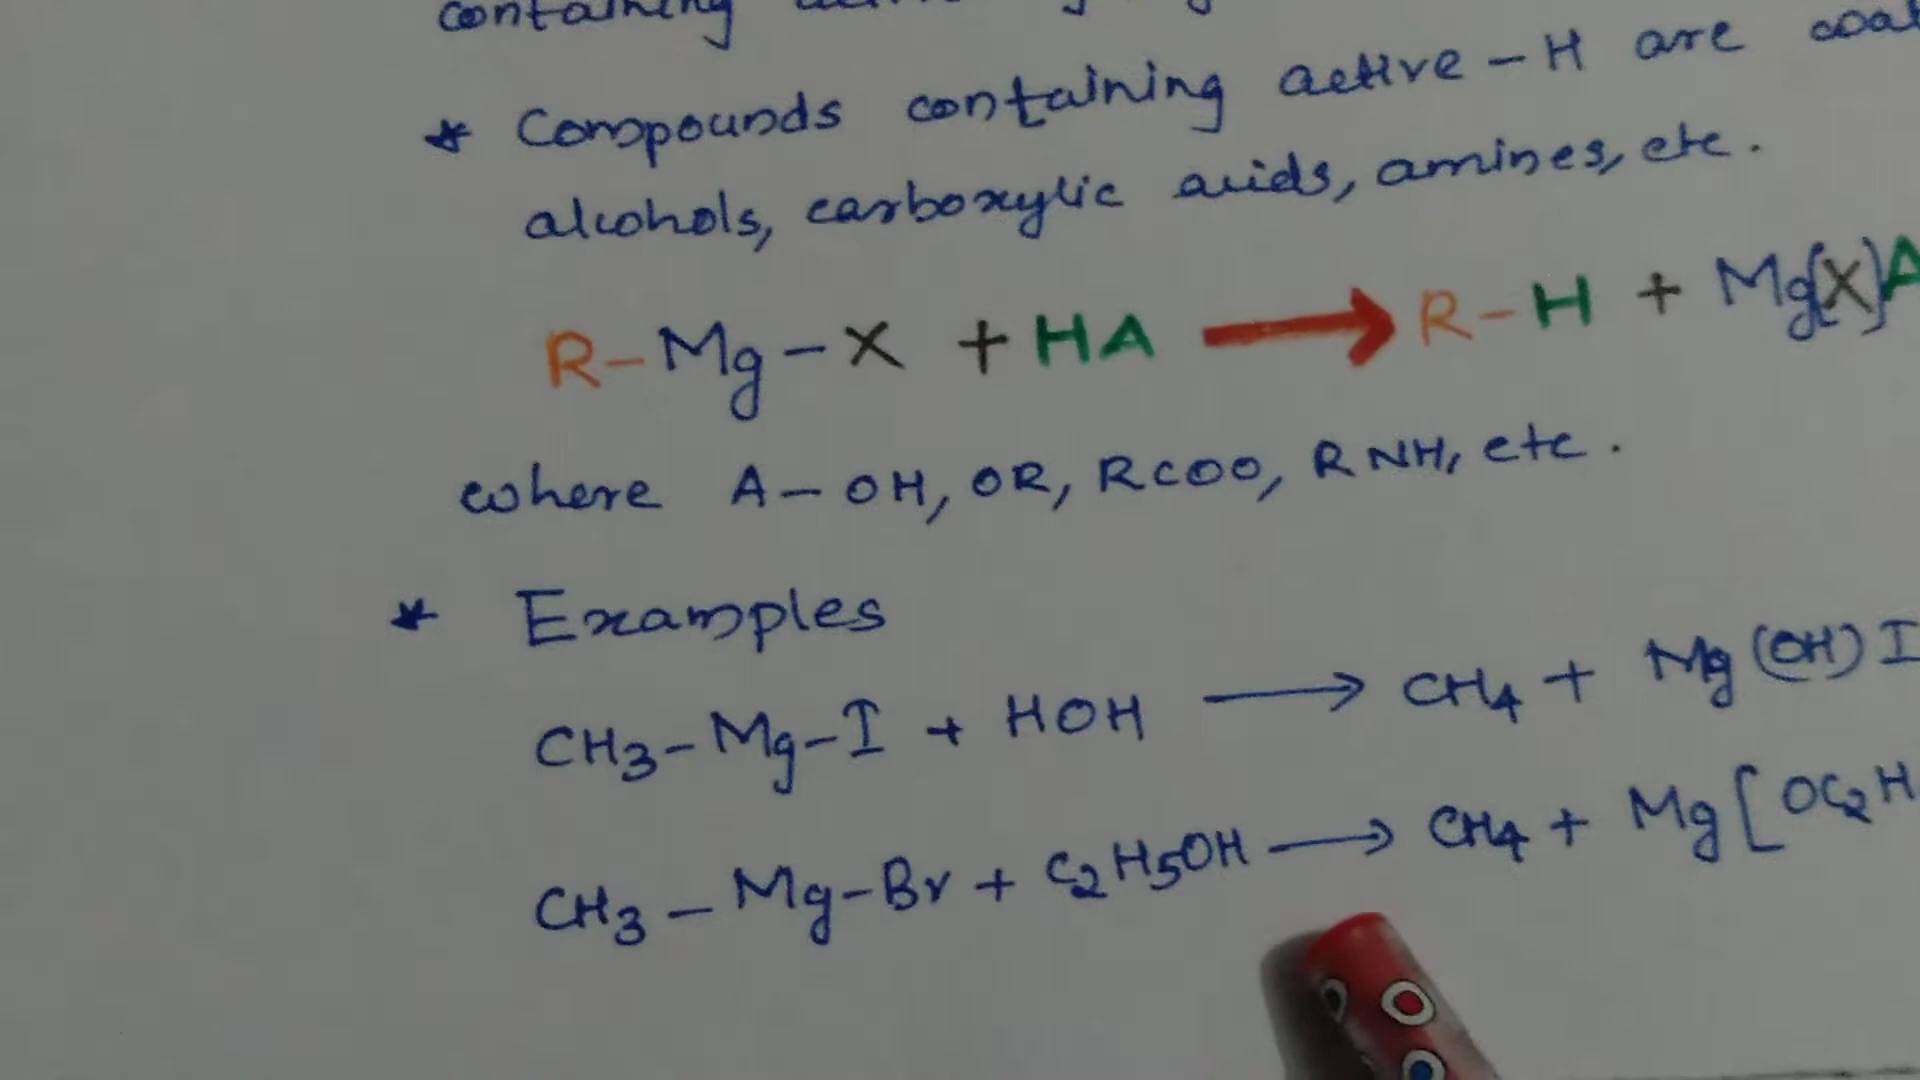 containing
* Compounds containing active - H are
alcohols, carboxylic acids, amines, etc.
R - Mg - X + HA → R - H + Mg(X)A
where A - OH, OR, RCOO, RNH, etc.
* Examples
CH3 - Mg - I + HOH → CH4 + Mg(OH)I
CH3 - Mg - Br + C2H5OH → CH4 + Mg[OC2H